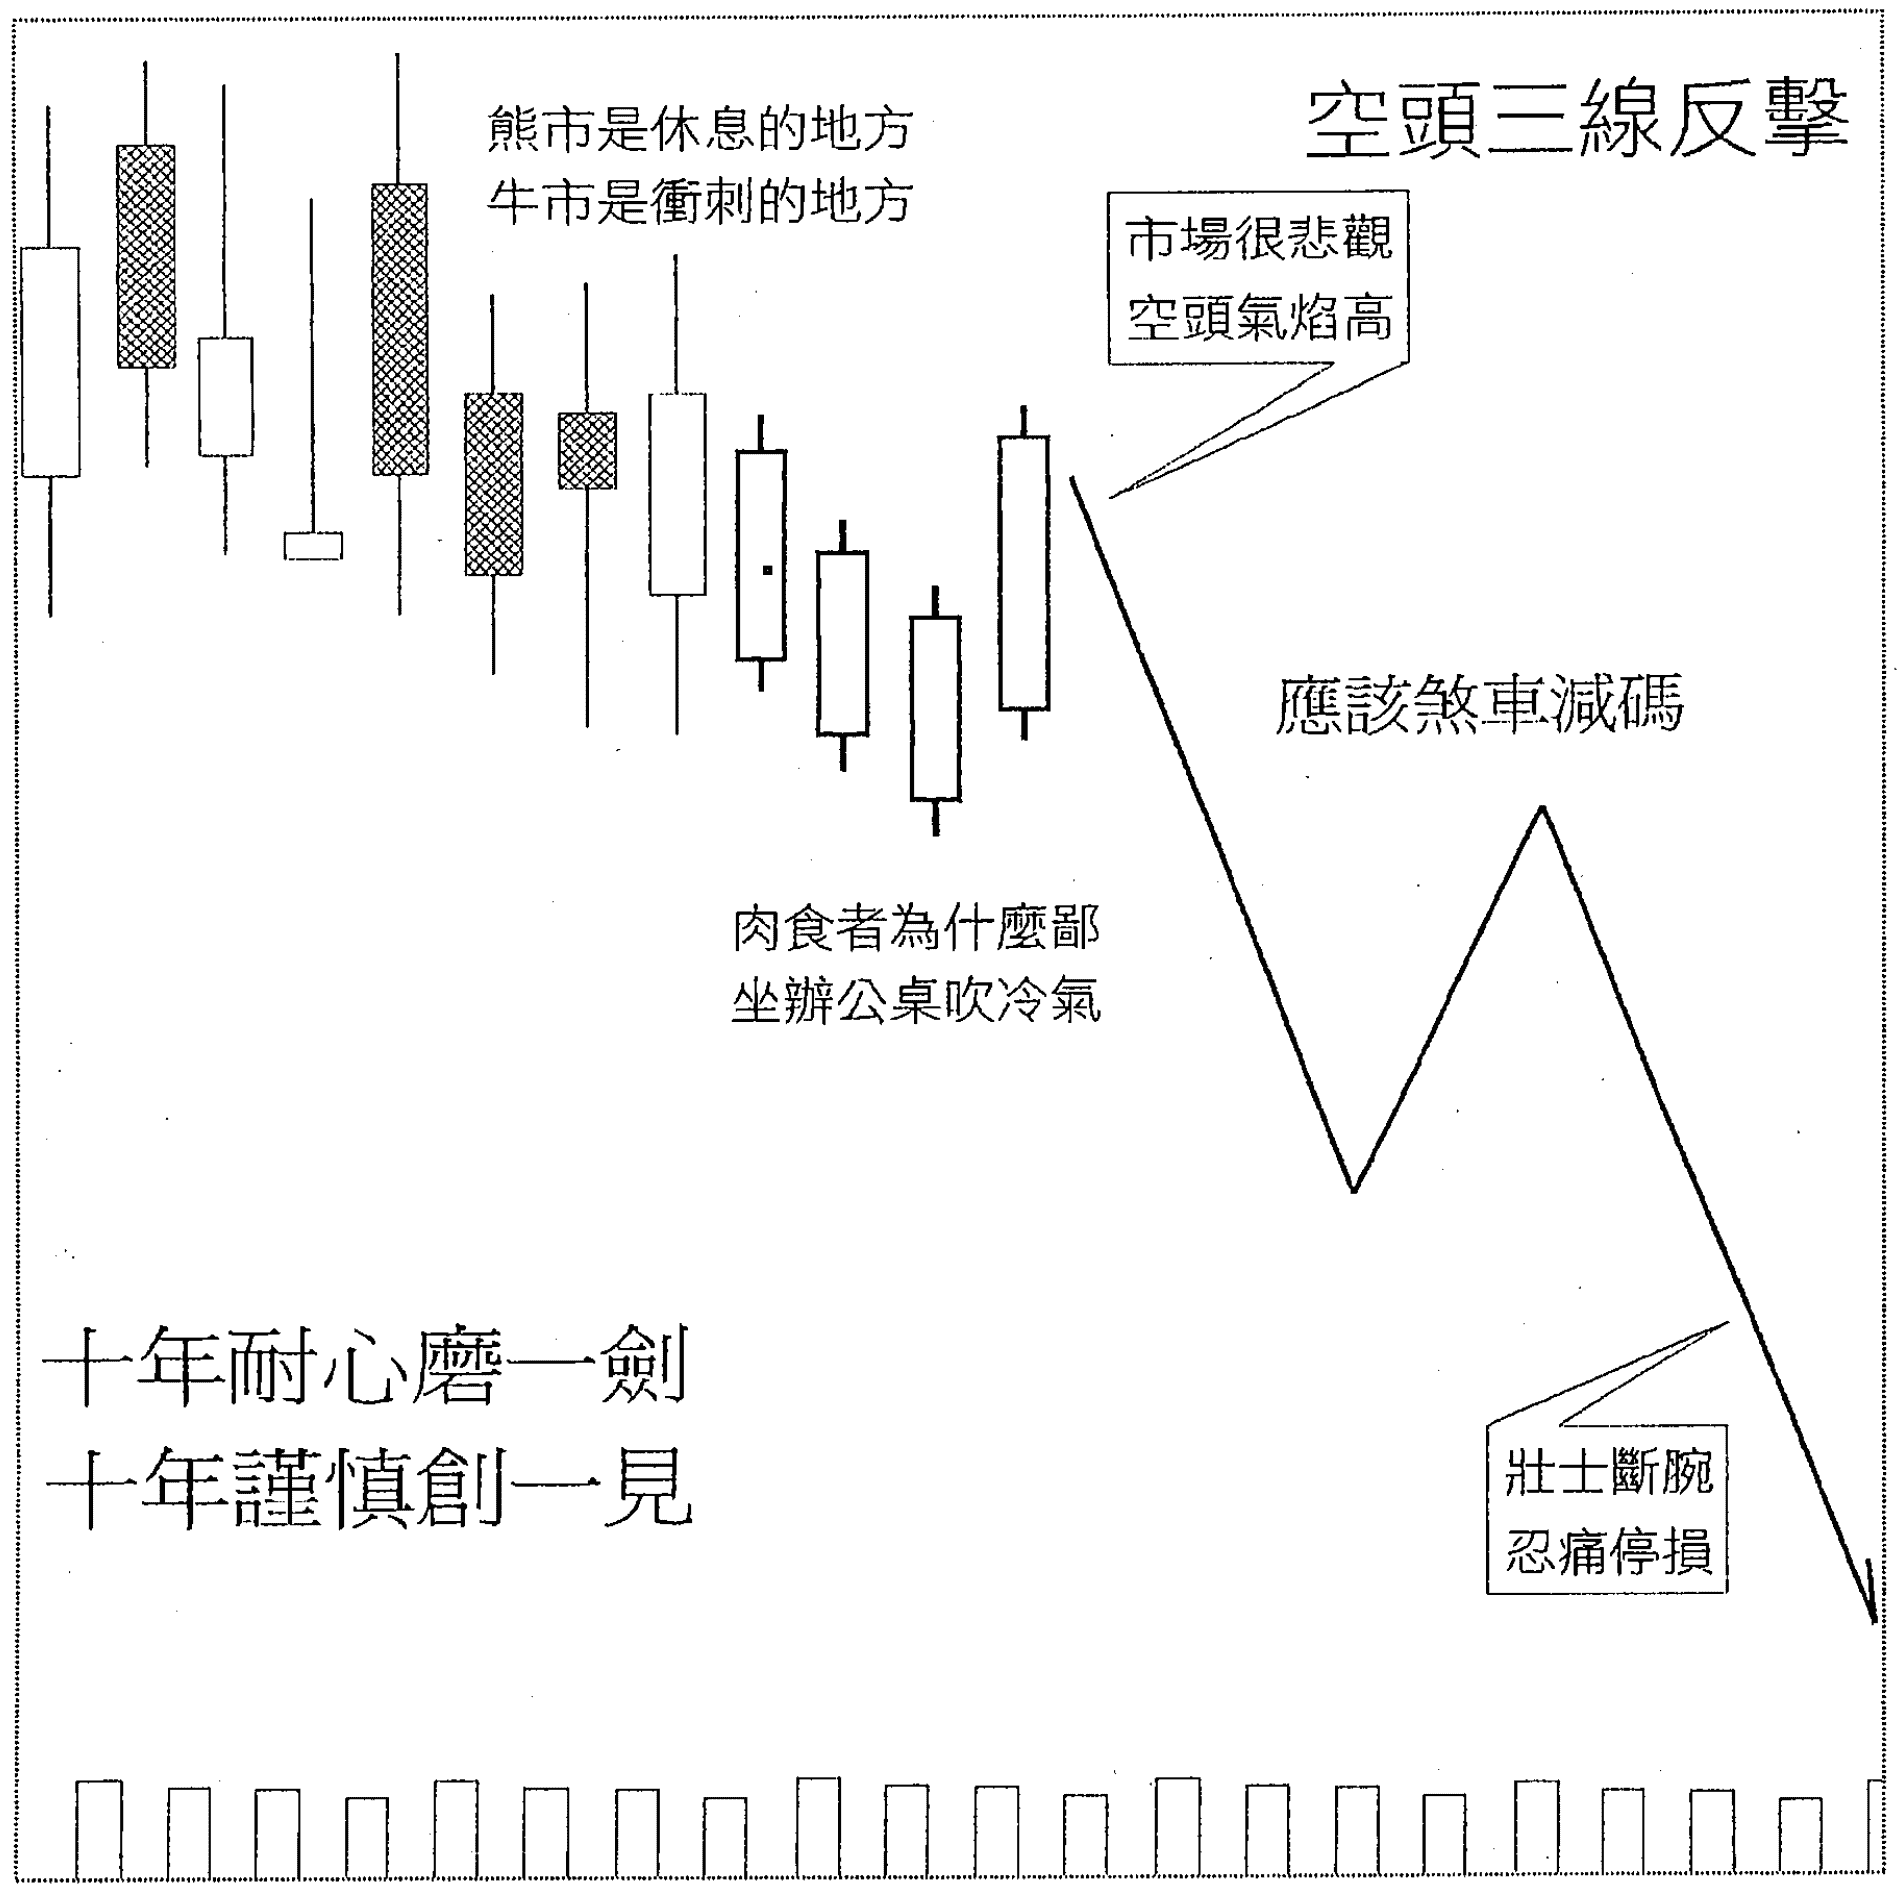 空頭三線反擊
熊市是休息的地方
牛市是衝刺的地方
市場很悲觀
空頭氣焰高
應該煞車減碼
肉食者為什麼鄙
坐辦公桌吹冷氣
十年耐心磨一劍
十年謹慎創一見
壯士斷腕
忍痛停損